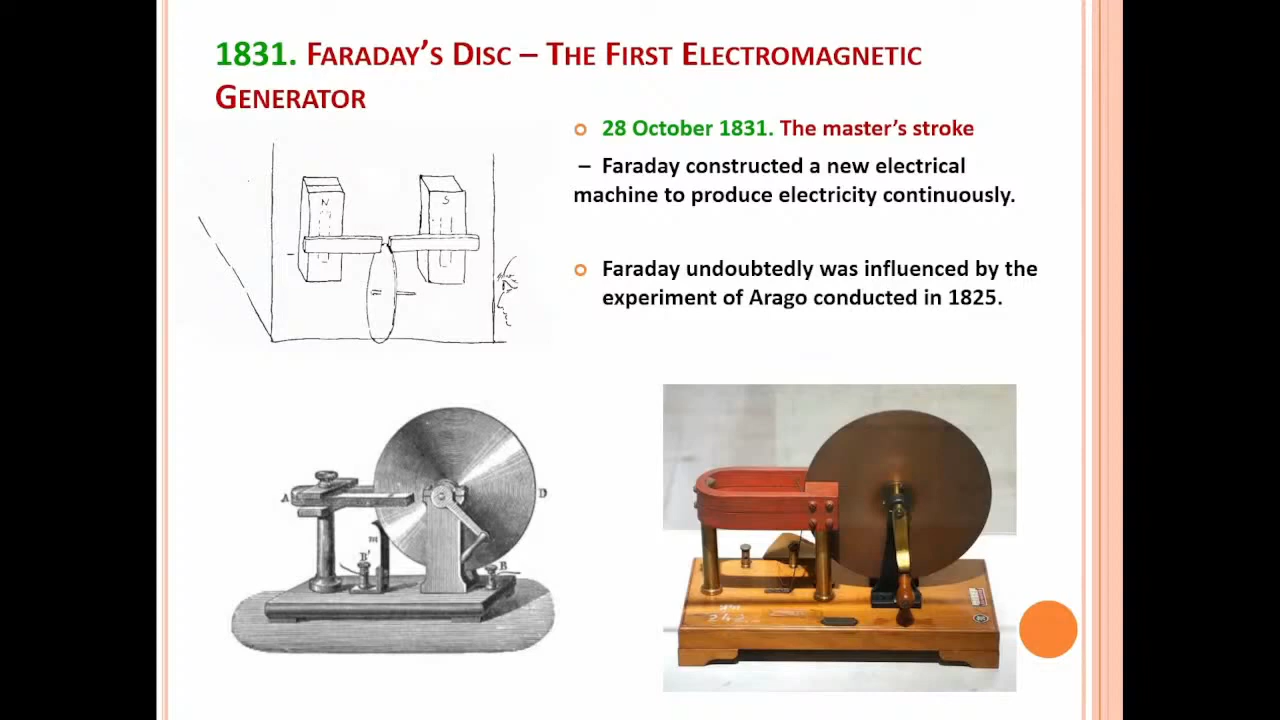 1831. FARADAY'S DISC – THE FIRST ELECTROMAGNETIC
GENERATOR
28 October 1831. The master's stroke
– Faraday constructed a new electrical
machine to produce electricity continuously.
Faraday undoubtedly was influenced by the
experiment of Arago conducted in 1825.
N
S
A
D
m
B'
B
242